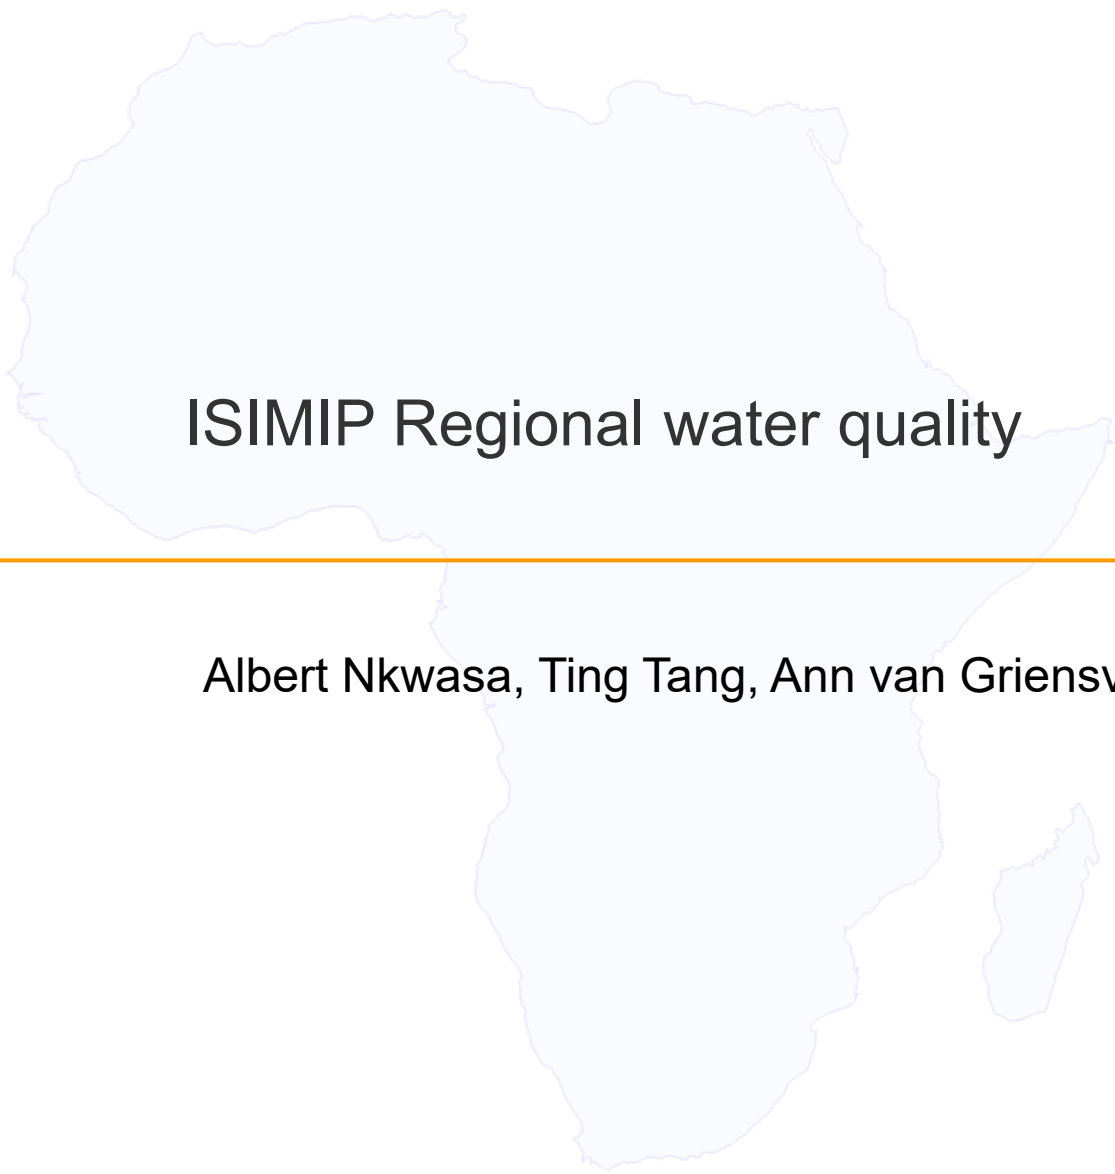 ISIMIP Regional water quality
Albert Nkwasa, Ting Tang, Ann van